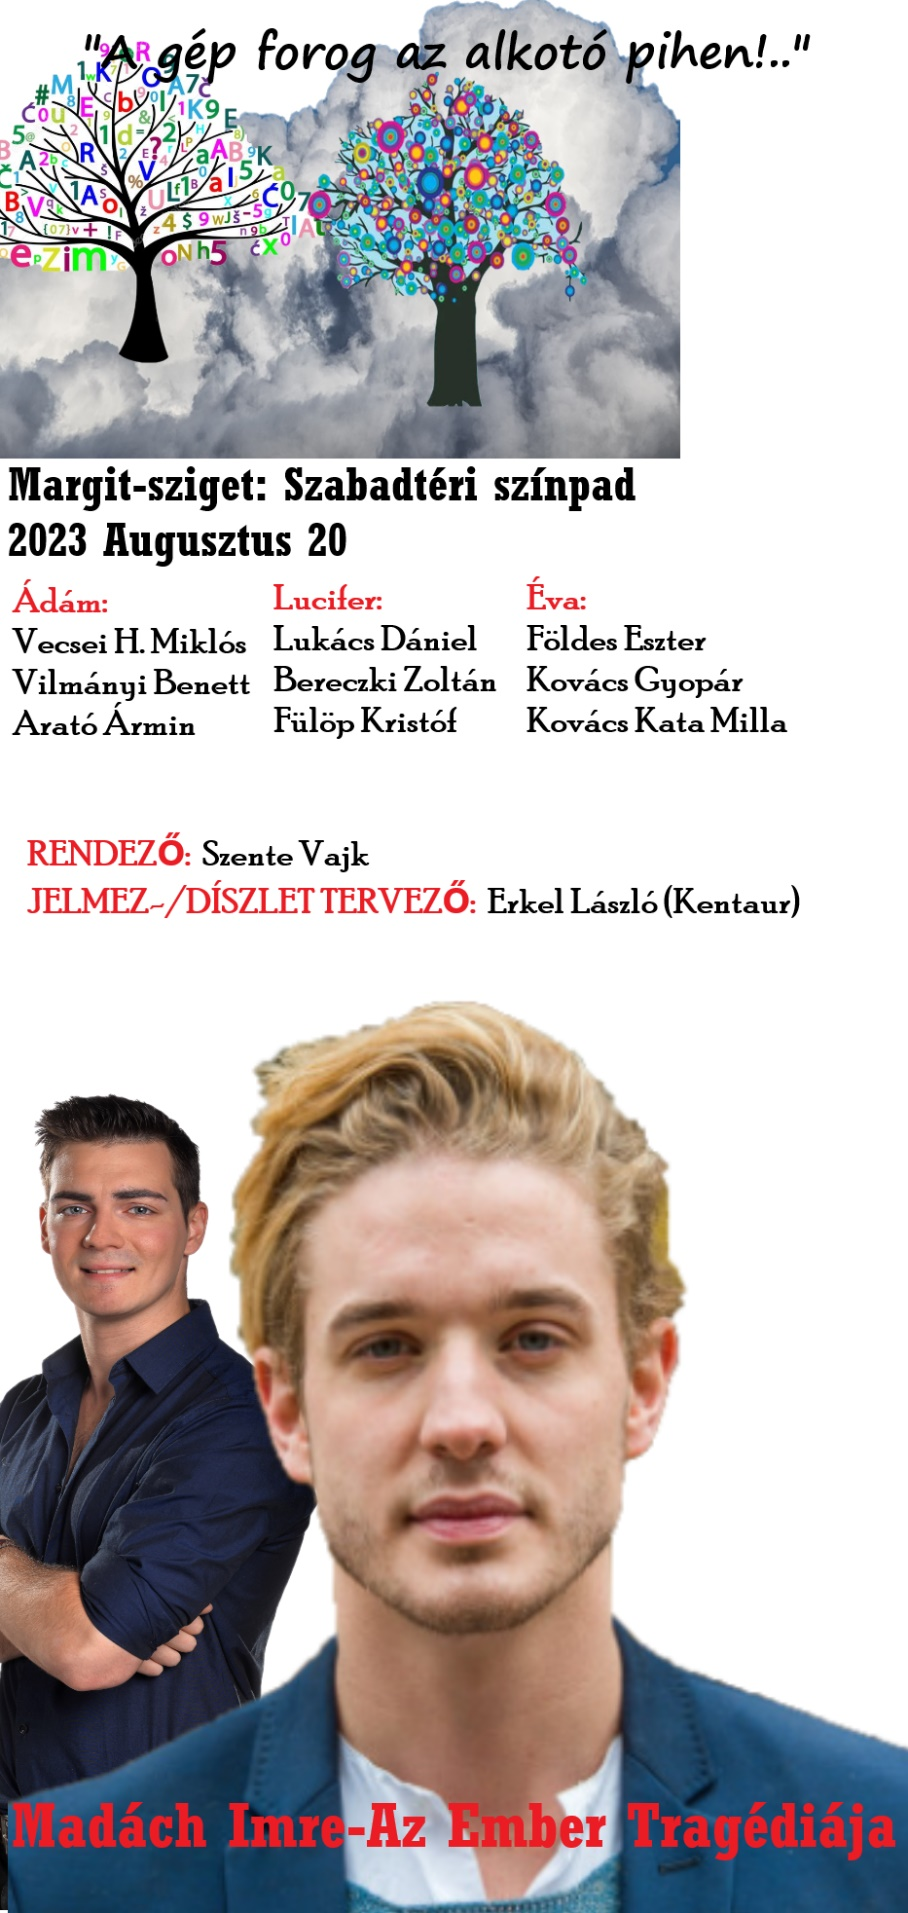 "A gép forog az alkotó pihen!.."
Margit-sziget: Szabadtéri színpad
2023 Augusztus 20
Ádám:
Vecsei H. Miklós
Vilmányi Benett
Arató Ármin
Lucifer:
Lukács Dániel
Bereczki Zoltán
Fülöp Kristóf
Éva:
Földes Eszter
Kovács Gyopár
Kovács Kata Milla
RENDEZŐ: Szente Vajk
JELMEZ-/DÍSZLET TERVEZŐ: Erkel László (Kentaur)
Madách Imre-Az Ember Tragédiája